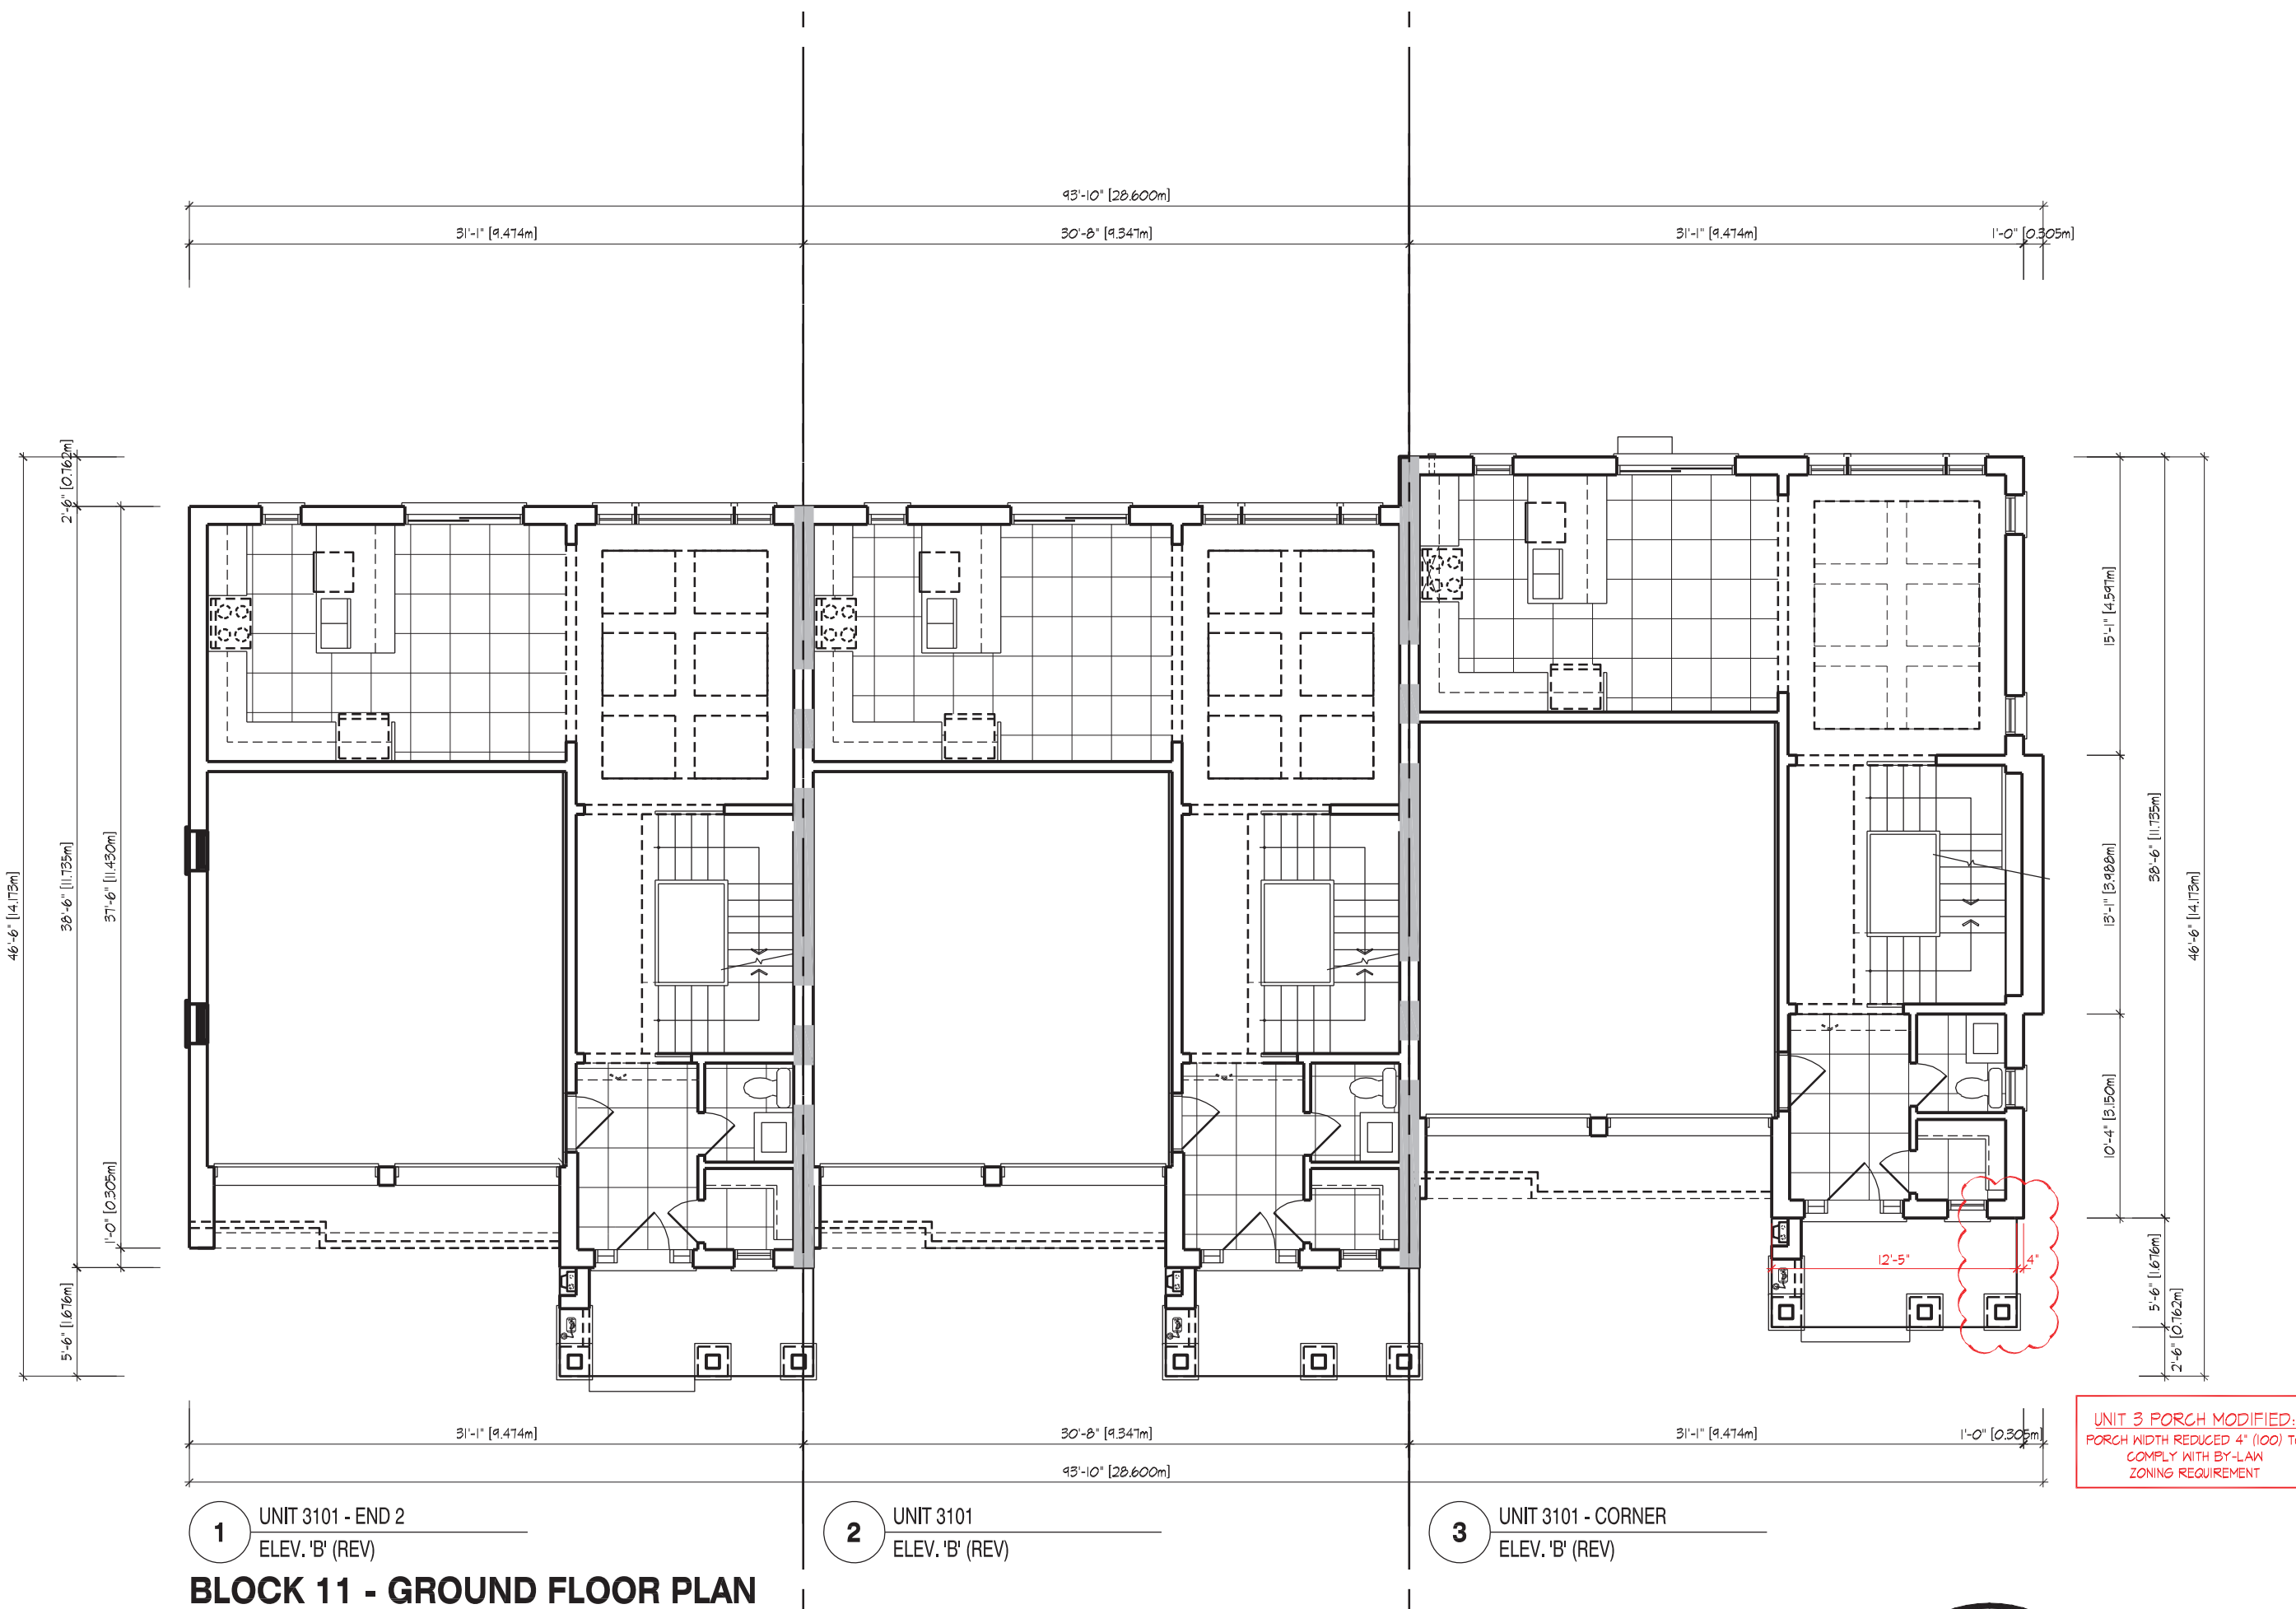 93'-10" [28.600m]
31'-1" [9.474m]
30'-8" [9.347m]
31'-1" [9.474m]
1'-0" [0.305m]
2'-6" [0.762m]
46'-6" [14.173m]
38'-6" [11.735m]
37'-6" [11.430m]
1'-0" [0.305m]
5'-6" [1.676m]
15'-1" [4.597m]
13'-1" [3.988m]
10'-4" [3.150m]
38'-6" [11.735m]
46'-6" [14.173m]
5'-6" [1.676m]
2'-6" [0.762m]
12'-5"
4"
31'-1" [9.474m]
30'-8" [9.347m]
31'-1" [9.474m]
1'-0" [0.305m]
93'-10" [28.600m]
UNIT 3 PORCH MODIFIED:
PORCH WIDTH REDUCED 4" (100)
COMPLY WITH BY-LAW
ZONING REQUIREMENT
1
UNIT 3101 - END 2
ELEV. 'B' (REV)
2
UNIT 3101
ELEV. 'B' (REV)
3
UNIT 3101 - CORNER
ELEV. 'B' (REV)
BLOCK 11 - GROUND FLOOR PLAN